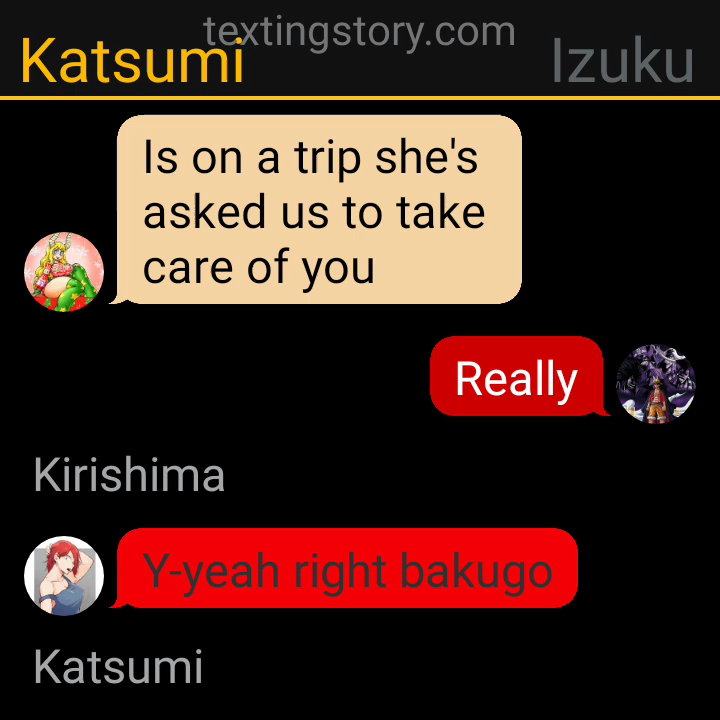 textingstory.com
Katsumi
Izuku
Is on a trip she's
asked us to take
care of you
Really
Kirishima
Y-yeah right bakugo
Katsumi